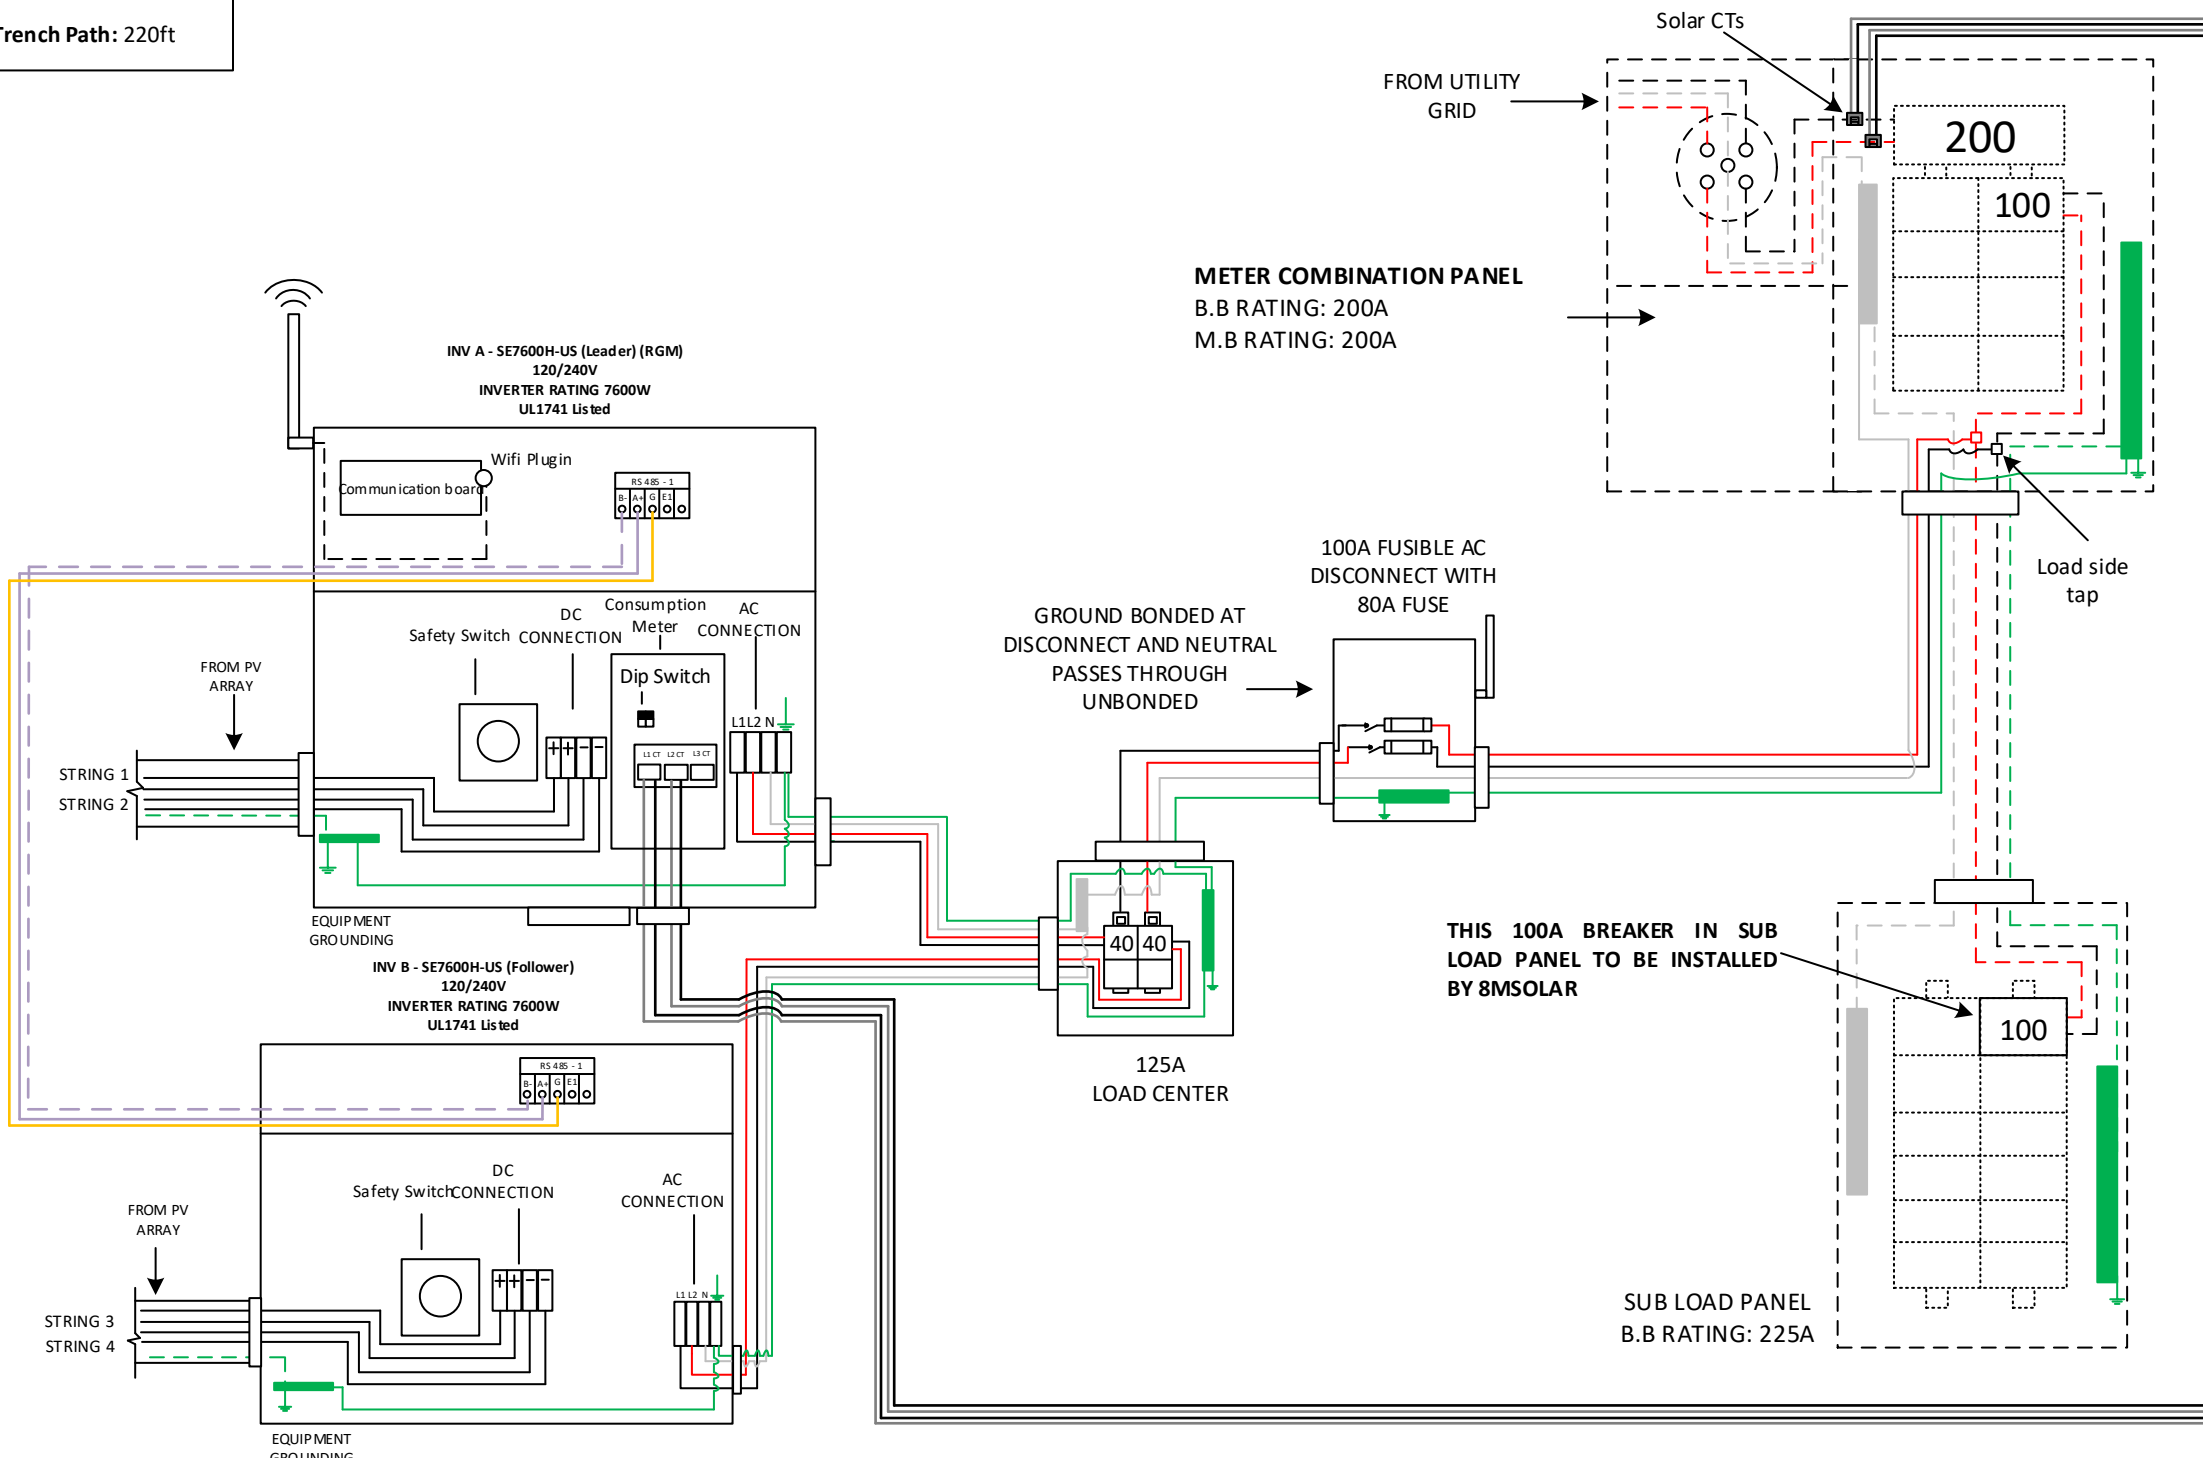 Trench Path: 220ft
Solar CTs
FROM UTILITY
GRID
200
100
METER COMBINATION PANEL
B.B RATING: 200A
M.B RATING: 200A
INV A - SE7600H-US (Leader) (RGM)
120/240V
INVERTER RATING 7600W
UL1741 Listed
Wifi Plugin
Communication board
RS 485 - 1
B- A+ G E1
Load side
tap
100A FUSIBLE AC
DISCONNECT WITH
80A FUSE
GROUND BONDED AT
DISCONNECT AND NEUTRAL
PASSES THROUGH
UNBONDED
Safety Switch
DC
CONNECTION
Consumption
Meter
AC
CONNECTION
Dip Switch
L1 L2 N
L1 CT L2 CT L3 CT
+ + - -
FROM PV
ARRAY
STRING 1
STRING 2
EQUIPMENT
GROUNDING
40 40
125A
LOAD CENTER
THIS 100A BREAKER IN SUB
LOAD PANEL TO BE INSTALLED
BY 8MSOLAR
100
SUB LOAD PANEL
B.B RATING: 225A
INV B - SE7600H-US (Follower)
120/240V
INVERTER RATING 7600W
UL1741 Listed
RS 485 - 1
B- A+ G E1
Safety Switch
DC
CONNECTION
AC
CONNECTION
+ + - -
L1 L2 N
FROM PV
ARRAY
STRING 3
STRING 4
EQUIPMENT
GROUNDING